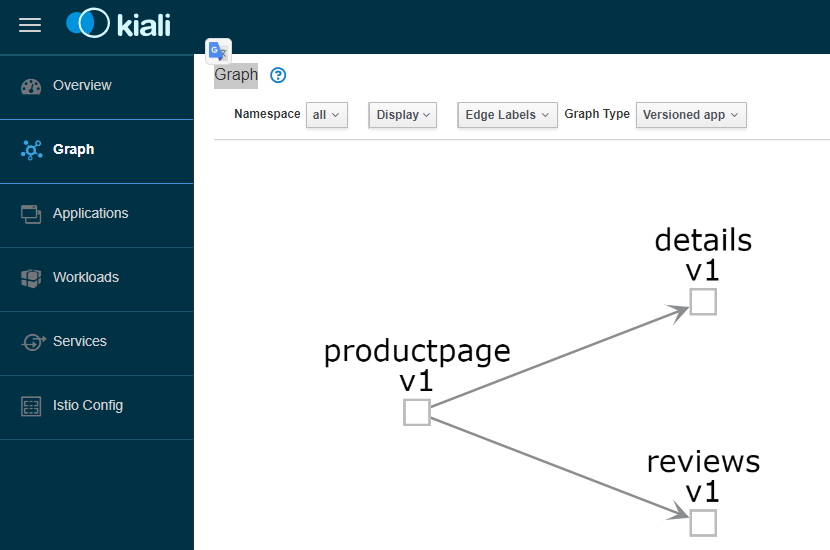 kiali
Overview
Graph
Applications
Workloads
Services
Istio Config
G
Graph ?
Namespace all Display Edge Labels Graph Type Versioned app
details
v1
productpage
v1
reviews
v1